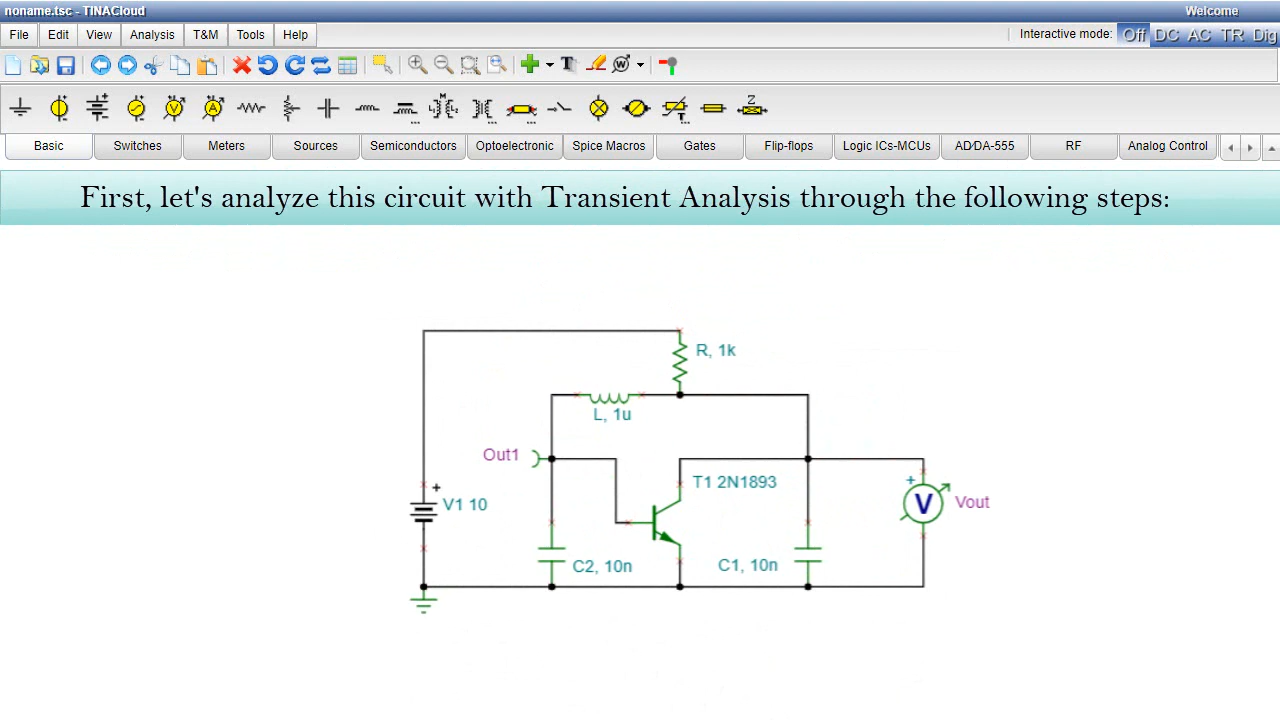 noname.tsc - TINACloud Welcome
File Edit View Analysis T&M Tools Help Interactive mode: Off DC AC TR Dig
Basic Switches Meters Sources Semiconductors Optoelectronic Spice Macros Gates Flip-flops Logic ICs-MCUs AD/DA-555 RF Analog Control
First, let's analyze this circuit with Transient Analysis through the following steps:
R, 1k
L, 1u
Out1
T1 2N1893
V1 10
V
Vout
C2, 10n
C1, 10n